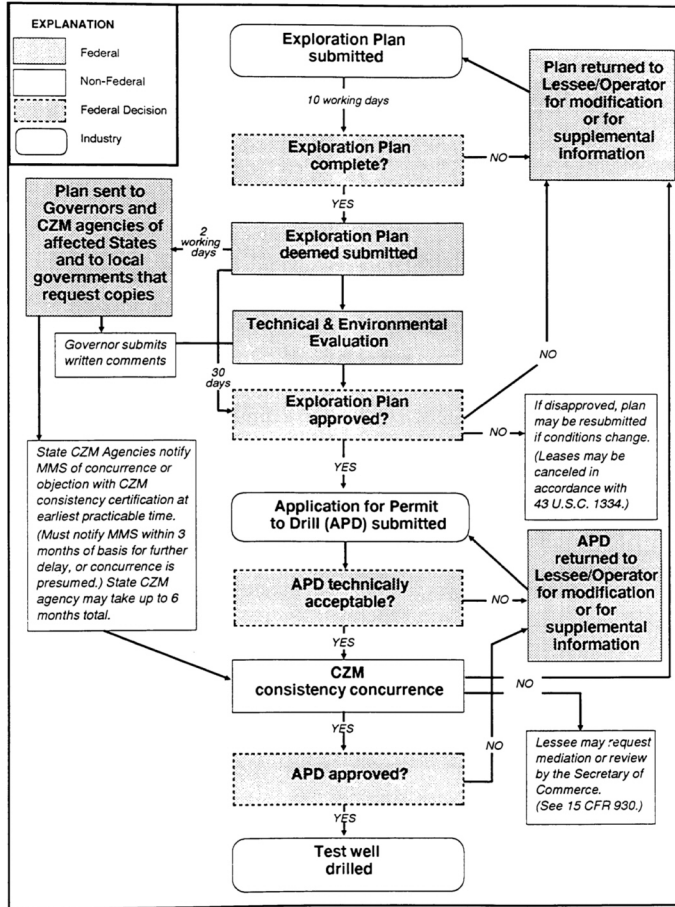 EXPLANATION
Federal
Non-Federal
Federal Decision
Industry
Exploration Plan
submitted
10 working days
Plan returned to
Lessee/Operator
for modification
or for
supplemental
information
Exploration Plan
complete?
NO
YES
Plan sent to
Governors and
CZM agencies of
affected States
and to local
governments that
request copies
2
working
days
Exploration Plan
deemed submitted
Technical & Environmental
Evaluation
Governor submits
written comments
30
days
NO
Exploration Plan
approved?
NO
If disapproved, plan
may be resubmitted
if conditions change.
(Leases may be
canceled in
accordance with
43 U.S.C. 1334.)
YES
State CZM Agencies notify
MMS of concurrence or
objection with CZM
consistency certification at
earliest practicable time.
(Must notify MMS within 3
months of basis for further
delay, or concurrence is
presumed.) State CZM
agency may take up to 6
months total.
Application for Permit
to Drill (APD) submitted
APD
returned to
Lessee/Operator
for modification
or for
supplemental
information
APD technically
acceptable?
NO
YES
CZM
consistency concurrence
NO
YES
NO
Lessee may request
mediation or review
by the Secretary of
Commerce.
(See 15 CFR 930.)
APD approved?
YES
Test well
drilled